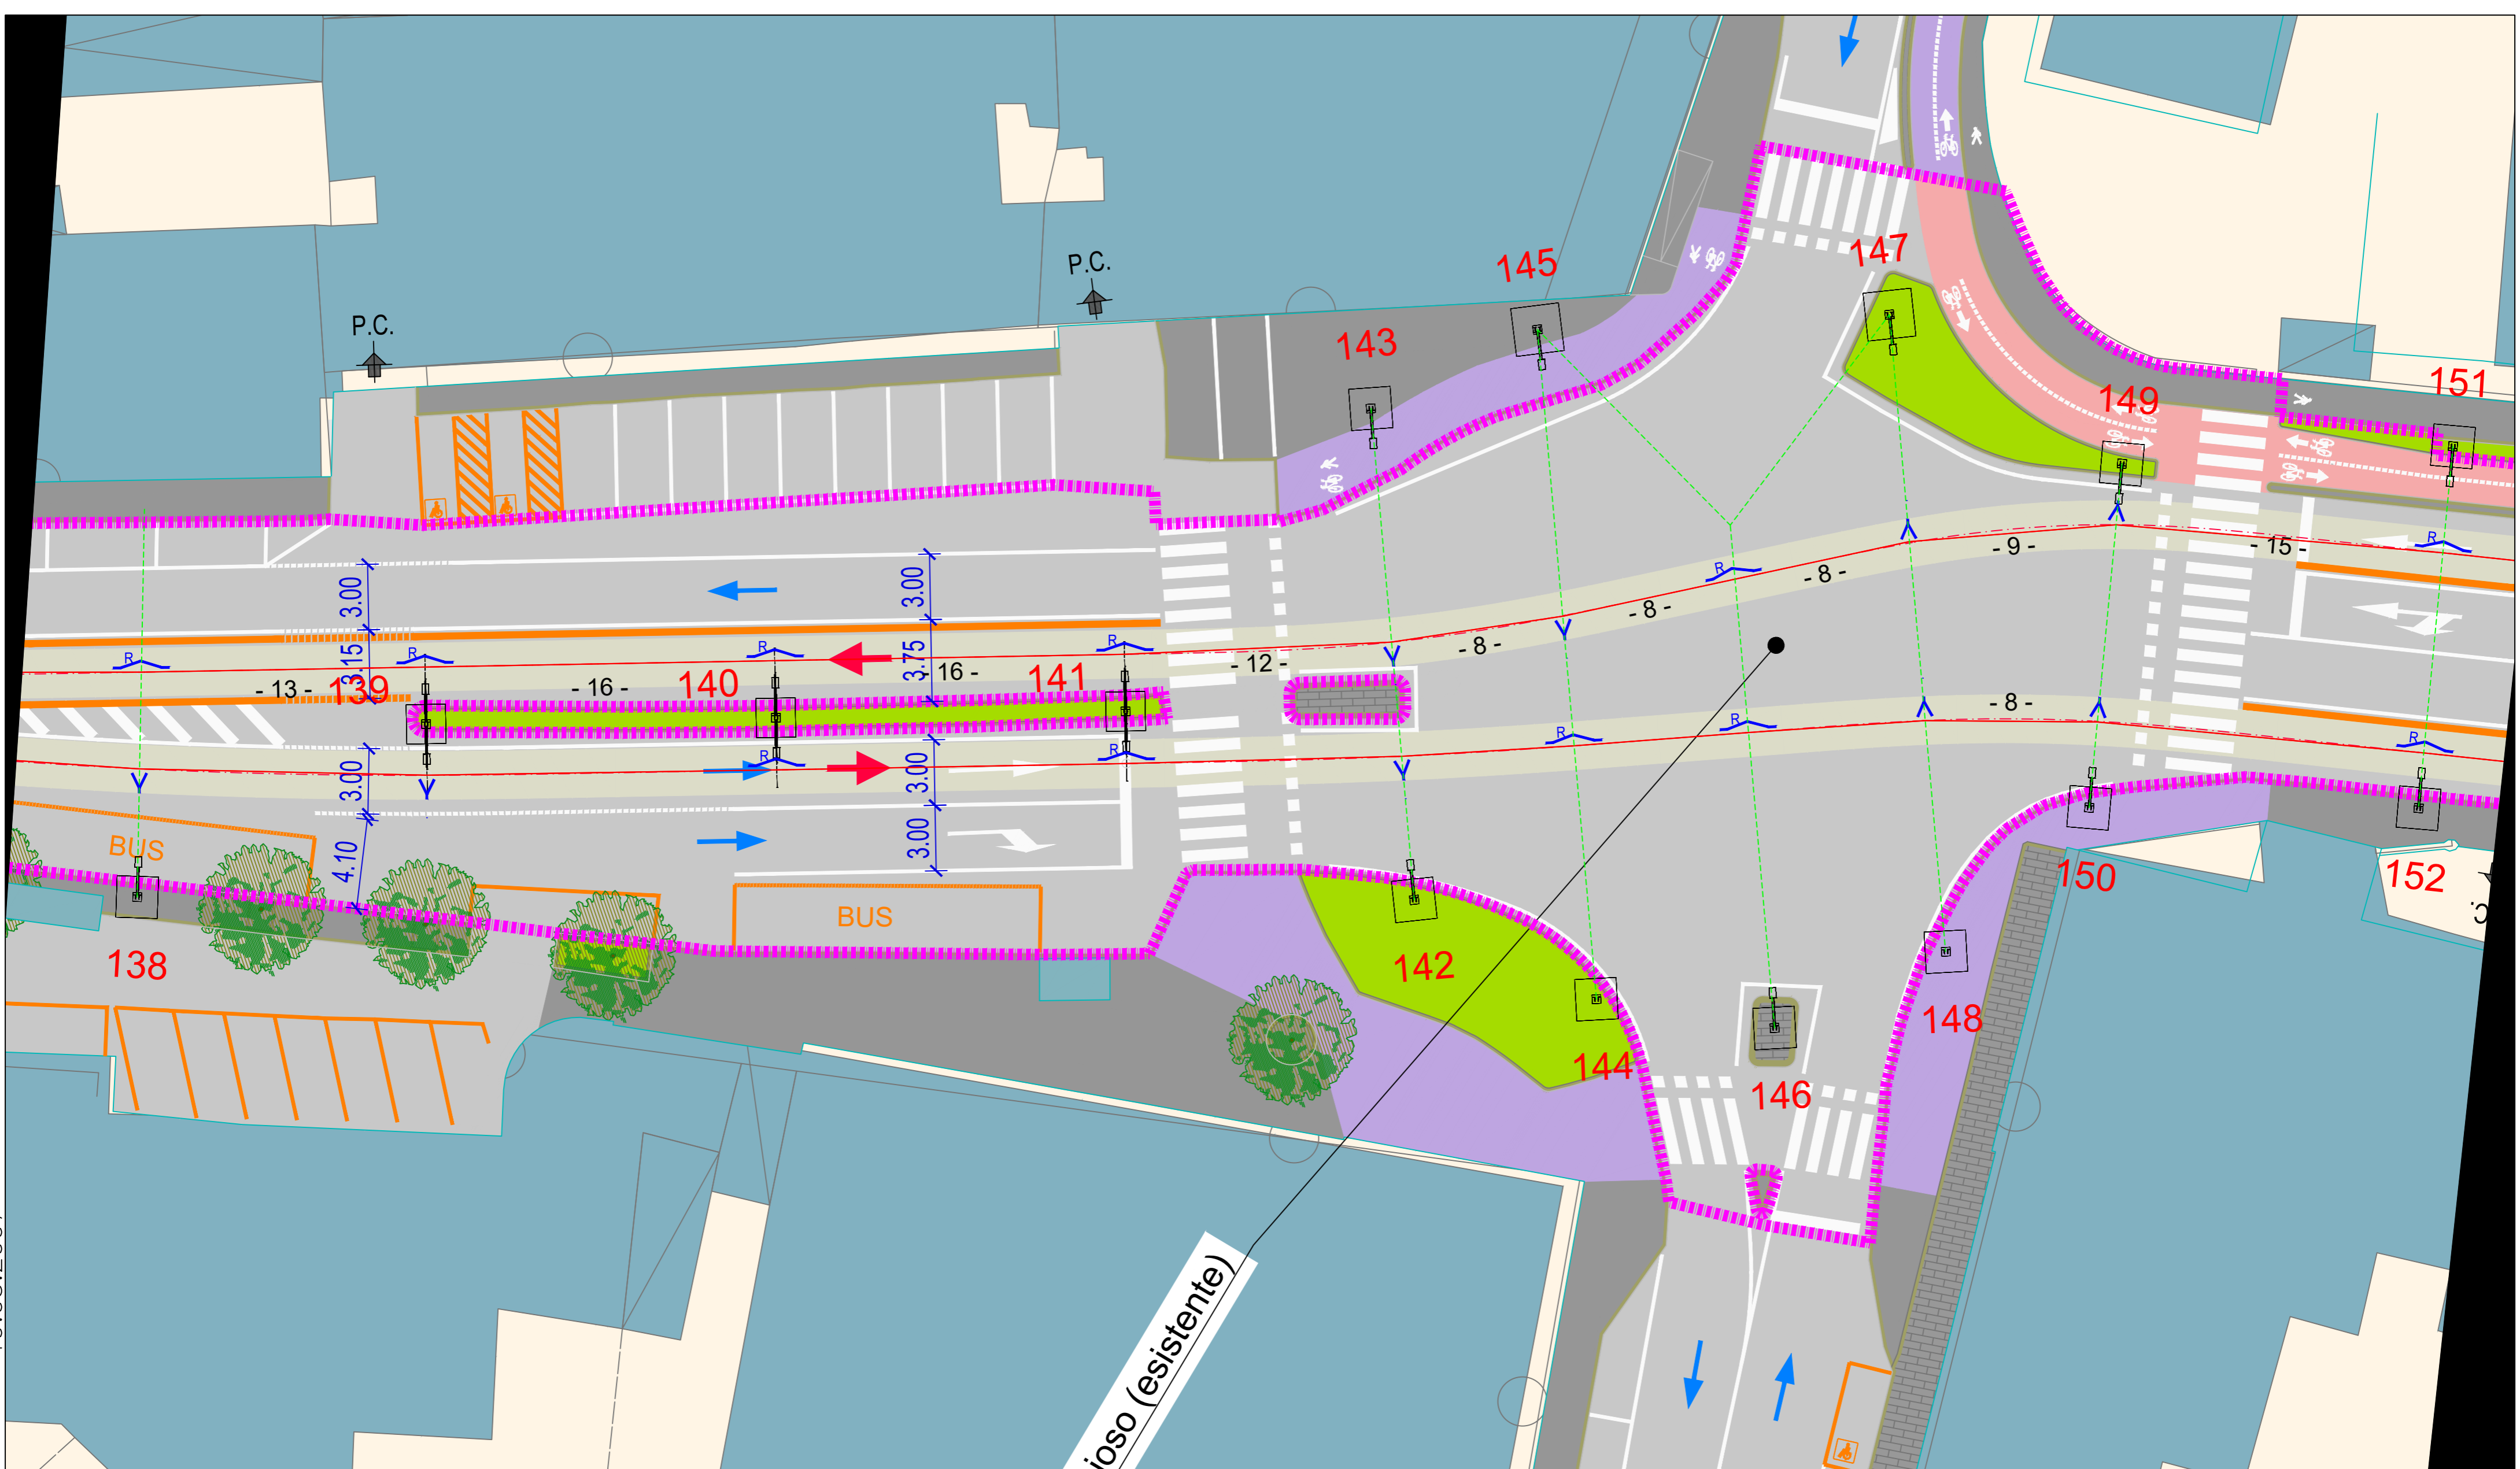 145
147
P.C.
P.C.
143
149
151
- 9 -
- 15 -
R
R
- 8 -
3.00
3.00
- 8 -
- 8 -
R
R
R
R
3.15
3.75
- 12 -
- 13 -
139
- 16 -
140
- 16 -
141
- 8 -
R
R
R
R
R
3.00
3.00
BUS
4.10
3.00
BUS
138
142
150
152
148
144
146
ioso (esistente)